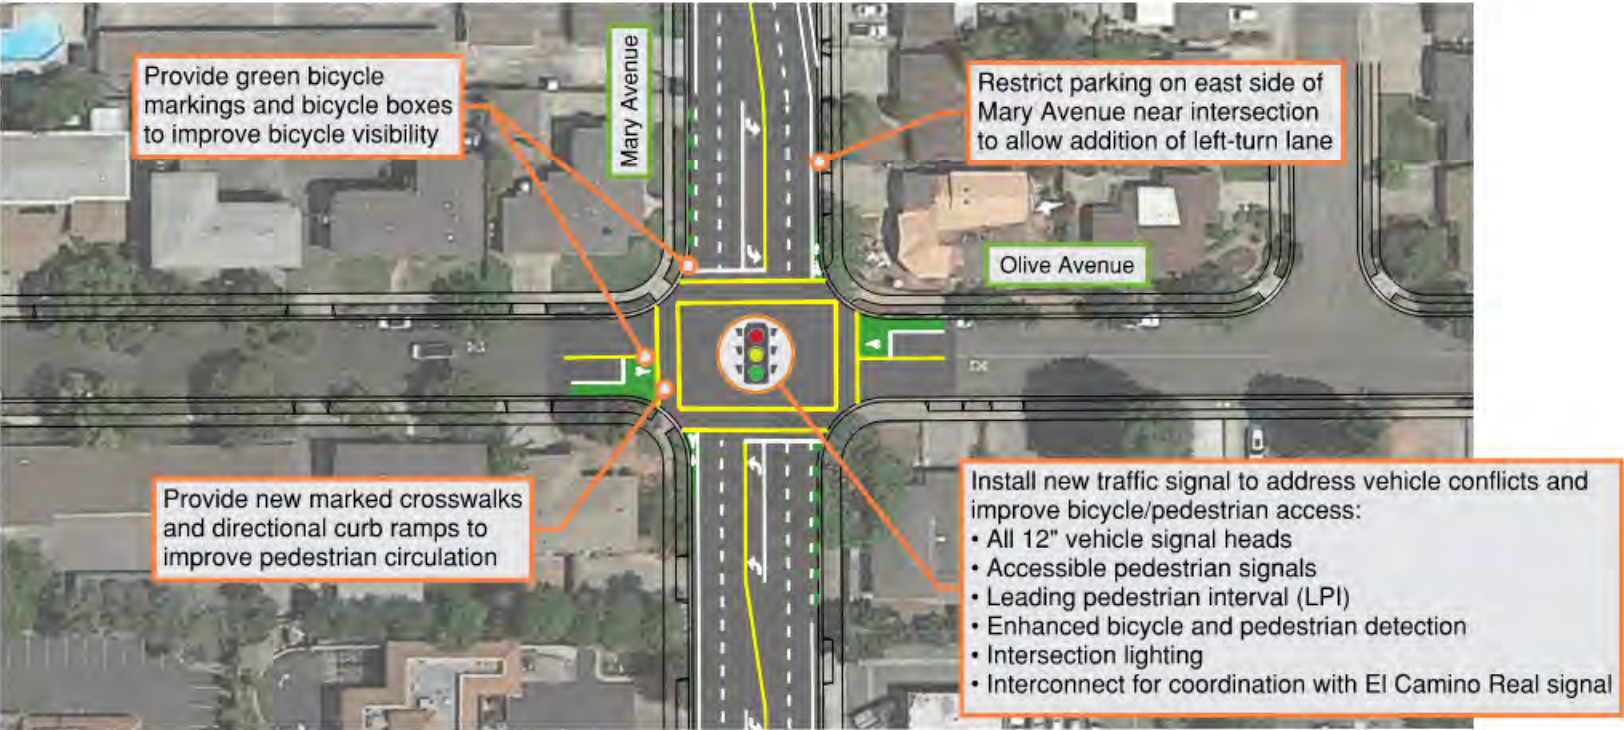 Provide green bicycle
markings and bicycle boxes
to improve bicycle visibility
Mary Avenue
Restrict parking on east side of
Mary Avenue near intersection
to allow addition of left-turn lane
Olive Avenue
Provide new marked crosswalks
and directional curb ramps to
improve pedestrian circulation
Install new traffic signal to address vehicle conflicts and
improve bicycle/pedestrian access:
• All 12" vehicle signal heads
• Accessible pedestrian signals
• Leading pedestrian interval (LPI)
• Enhanced bicycle and pedestrian detection
• Intersection lighting
• Interconnect for coordination with El Camino Real signal